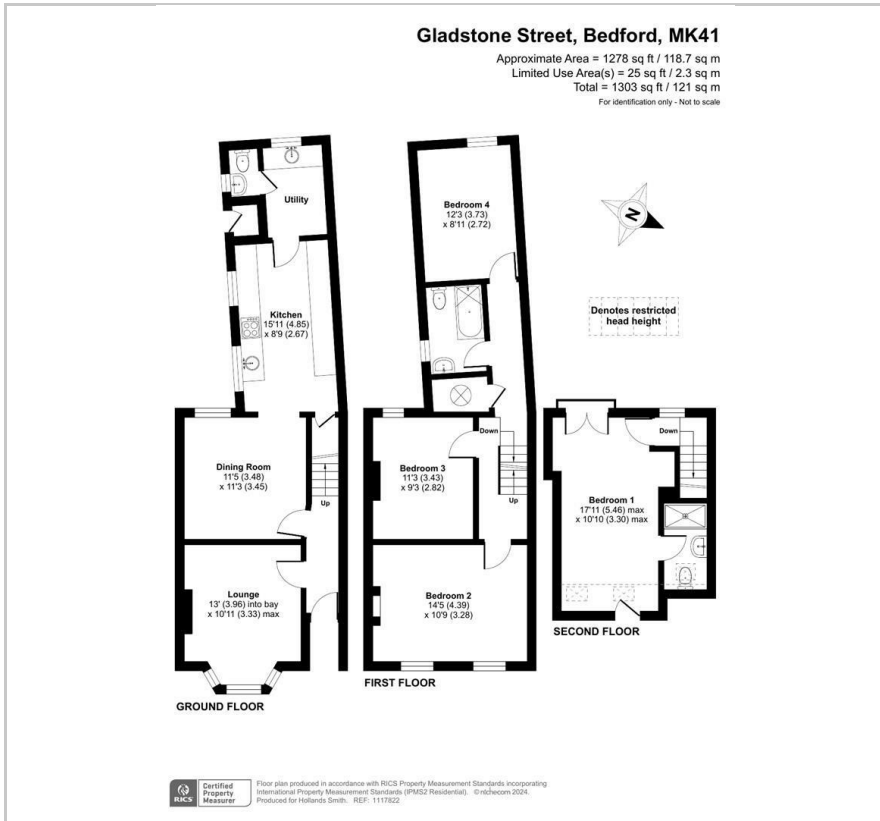 Gladstone Street, Bedford, MK41
Approximate Area = 1278 sq ft / 118.7 sq m
Limited Use Area(s) = 25 sq ft / 2.3 sq m
Total = 1303 sq ft / 121 sq m
For identification only - Not to scale
Utility
Kitchen
15'11 (4.85)
x 8'9 (2.67)
Dining Room
11'5 (3.48)
x 11'3 (3.45)
Up
Lounge
13' (3.96) into bay
x 10'11 (3.33) max
GROUND FLOOR
Bedroom 4
12'3 (3.73)
x 8'11 (2.72)
Down
Bedroom 3
11'3 (3.43)
x 9'3 (2.82)
Up
Bedroom 2
14'5 (4.39)
x 10'9 (3.28)
FIRST FLOOR
N
Denotes restricted
head height
Down
Bedroom 1
17'11 (5.46) max
x 10'10 (3.30) max
SECOND FLOOR
RICS
Certified
Property
Measurer
Floor plan produced in accordance with RICS Property Measurement Standards incorporating
International Property Measurement Standards (IPMS2 Residential). © nichecom 2024.
Produced for Hollands Smith. REF: 1117822